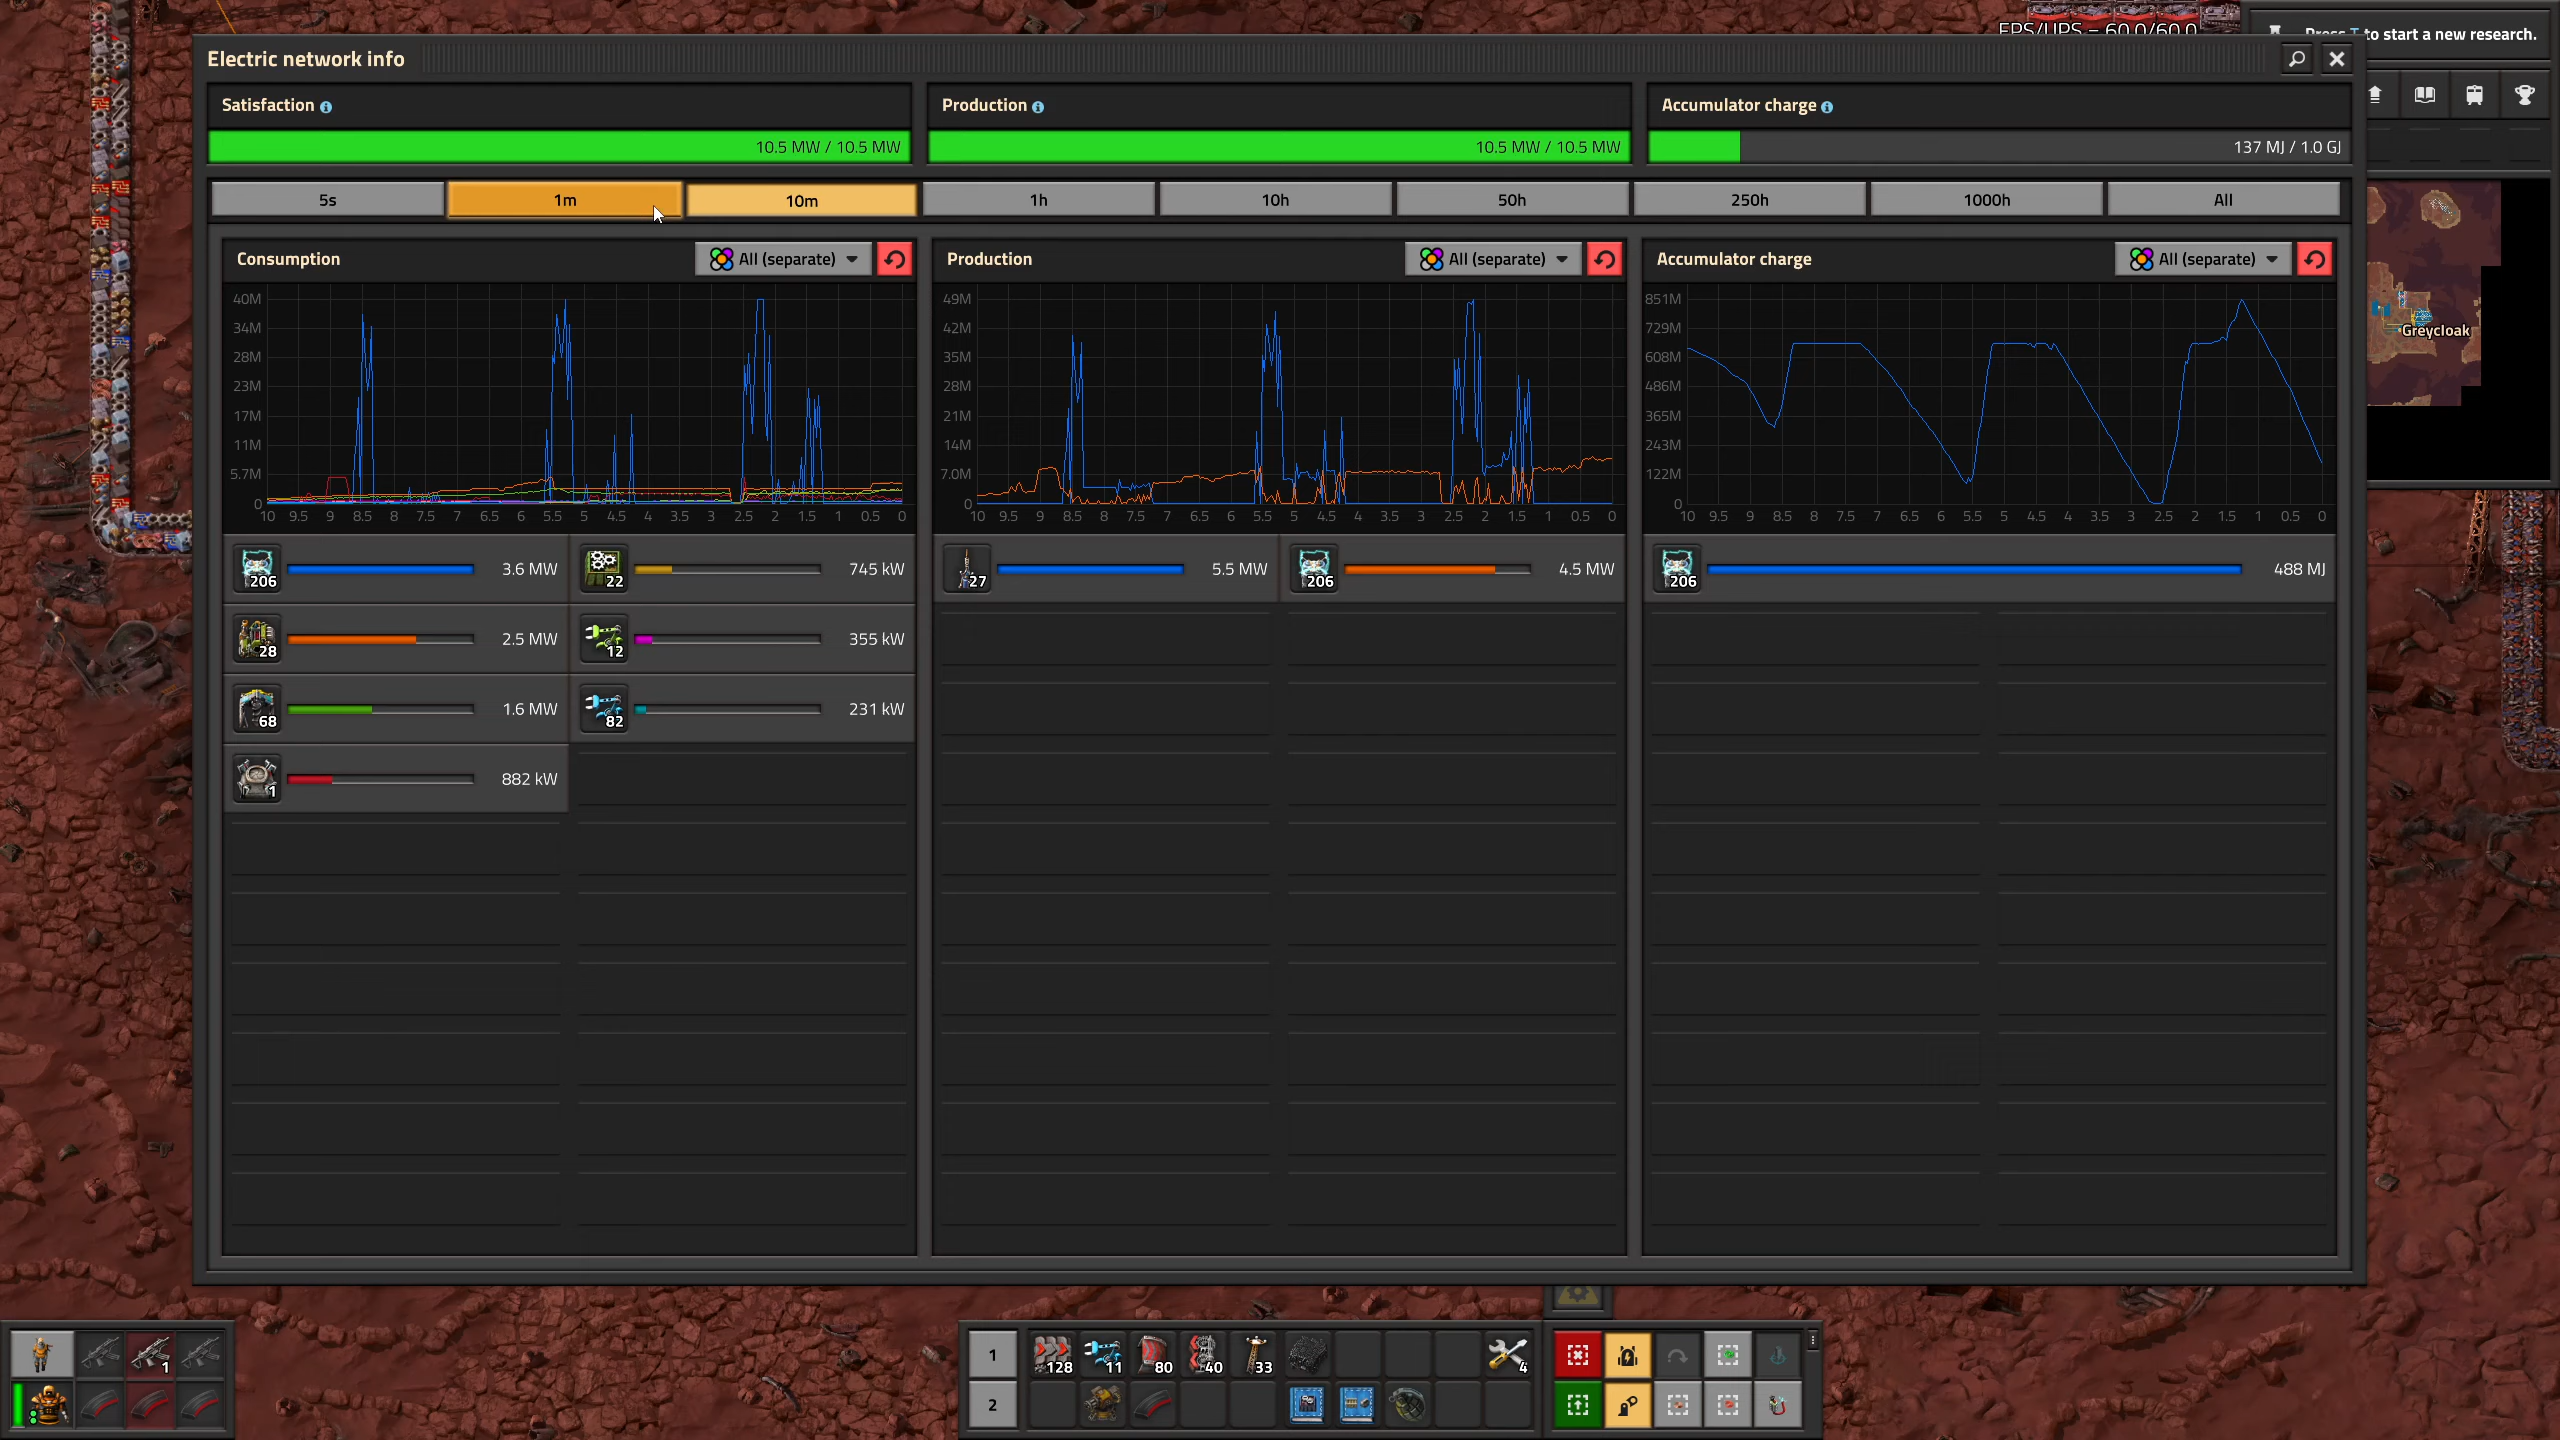 FPS/UPS = 60.0/60.0
Press T to start a new research.
Electric network info
Satisfaction
Production
Accumulator charge
10.5 MW / 10.5 MW
10.5 MW / 10.5 MW
137 MJ / 1.0 GJ
5s
1m
10m
1h
10h
50h
250h
1000h
All
Greycloak
Consumption
All (separate)
40M
34M
28M
23M
17M
11M
5.7M
0
10 9.5 9 8.5 8 7.5 7 6.5 6 5.5 5 4.5 4 3.5 3 2.5 2 1.5 1 0.5 0
206 3.6 MW
22 745 kW
28 2.5 MW
12 355 kW
68 1.6 MW
82 231 kW
1 882 kW
Production
All (separate)
49M
42M
35M
28M
21M
14M
7.0M
0
10 9.5 9 8.5 8 7.5 7 6.5 6 5.5 5 4.5 4 3.5 3 2.5 2 1.5 1 0.5 0
27 5.5 MW
206 4.5 MW
Accumulator charge
All (separate)
851M
729M
608M
486M
365M
243M
122M
0
10 9.5 9 8.5 8 7.5 7 6.5 6 5.5 5 4.5 4 3.5 3 2.5 2 1.5 1 0.5 0
206 488 MJ
1
1 128 11 80 40 33 4
2